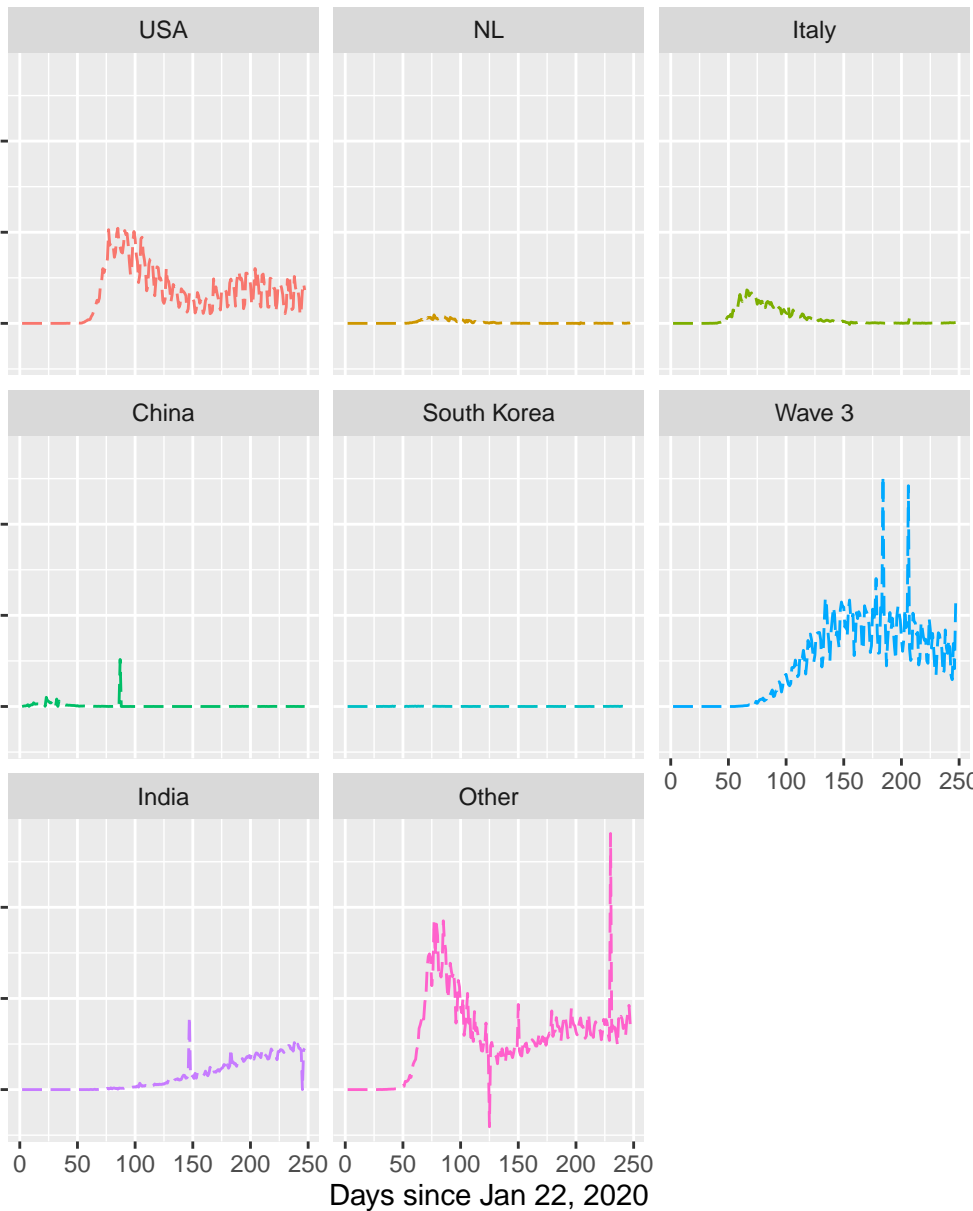 USA NL Italy
China South Korea Wave 3
0 50 100 150 200 250
India Other
0 50 100 150 200 250 0 50 100 150 200 250
Days since Jan 22, 2020